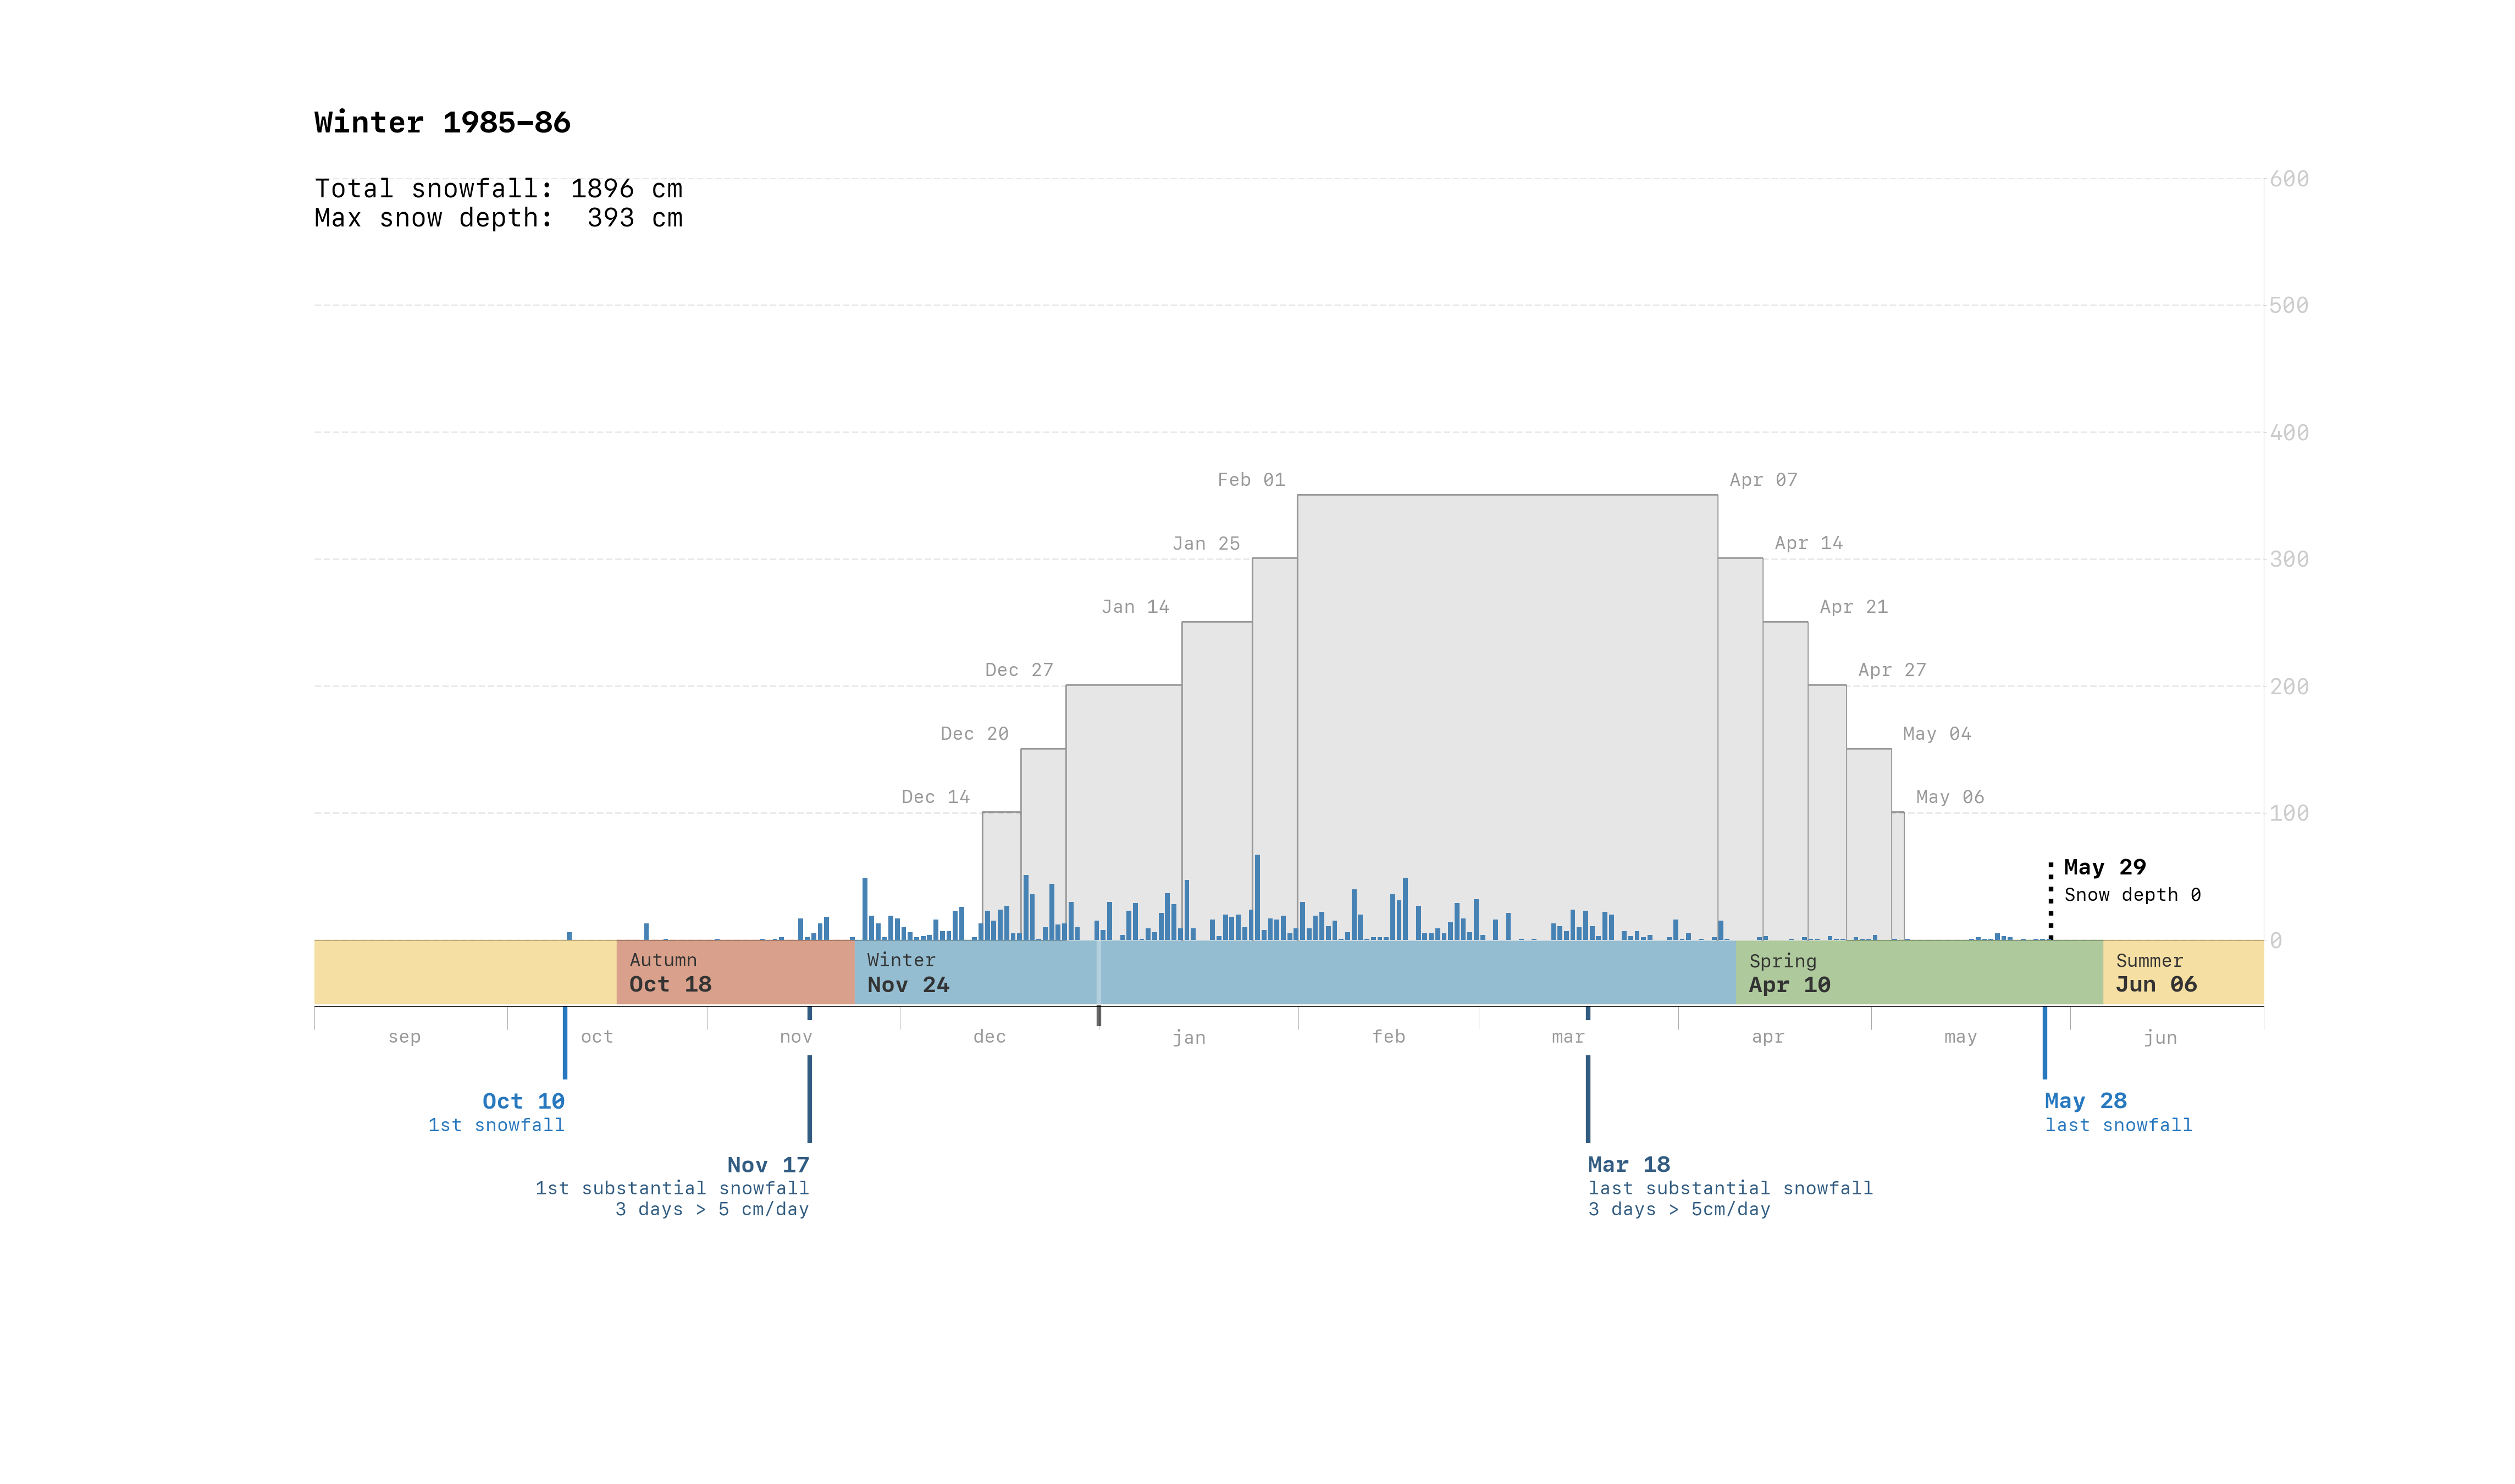 Winter 1985–86
Total snowfall: 1896 cm
Max snow depth: 393 cm
600
500
400
300
200
100
0
Feb 01
Apr 07
Jan 25
Apr 14
Jan 14
Apr 21
Dec 27
Apr 27
Dec 20
May 04
Dec 14
May 06
May 29
Snow depth 0
Autumn
Oct 18
Winter
Nov 24
Spring
Apr 10
Summer
Jun 06
sep
oct
nov
dec
jan
feb
mar
apr
may
jun
Oct 10
1st snowfall
Nov 17
1st substantial snowfall
3 days > 5 cm/day
Mar 18
last substantial snowfall
3 days > 5cm/day
May 28
last snowfall